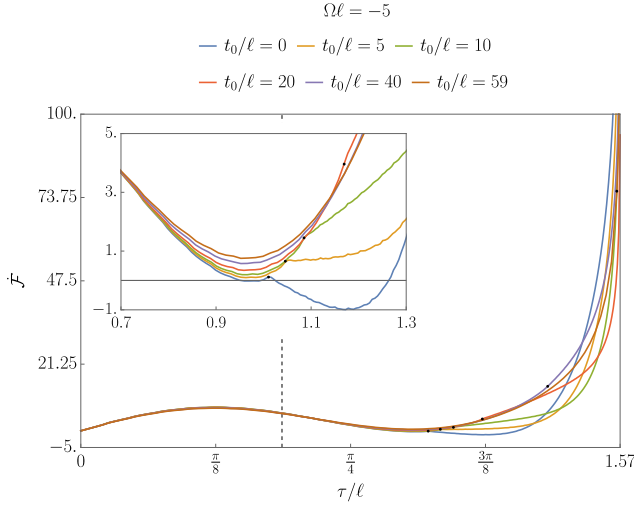 Ωℓ = −5
t₀/ℓ = 0 t₀/ℓ = 5 t₀/ℓ = 10
t₀/ℓ = 20 t₀/ℓ = 40 t₀/ℓ = 59
100.
73.75
47.5
21.25
−5.
Ḟ
5.
3.
1
−1.
0.7 0.9 1.1 1.3
0 π/8 π/4 3π/8 1.57
τ/ℓ